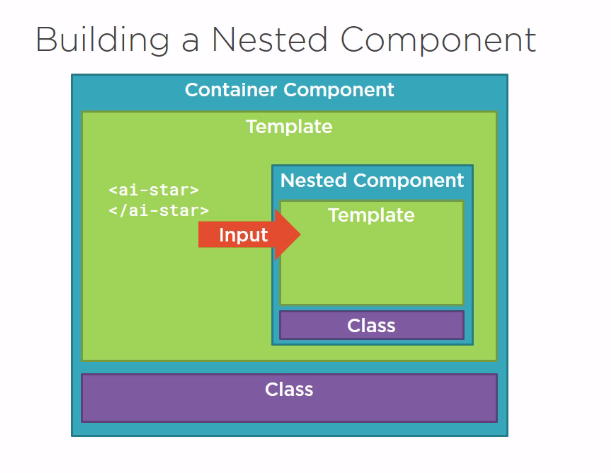 Building a Nested Component
Container Component
Template
Nested Component
<ai-star>
</ai-star>
Template
Input
Class
Class